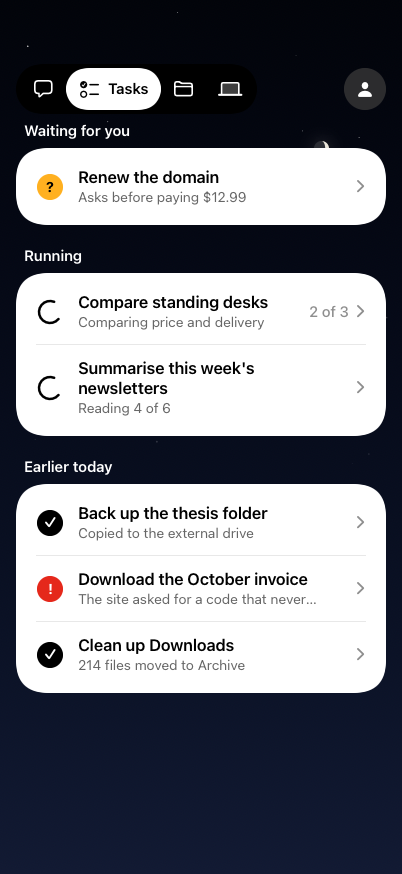 Tasks
Waiting for you
?
Renew the domain
Asks before paying $12.99
Running
Compare standing desks
2 of 3
Comparing price and delivery
Summarise this week's
newsletters
Reading 4 of 6
Earlier today
Back up the thesis folder
Copied to the external drive
!
Download the October invoice
The site asked for a code that never...
Clean up Downloads
214 files moved to Archive